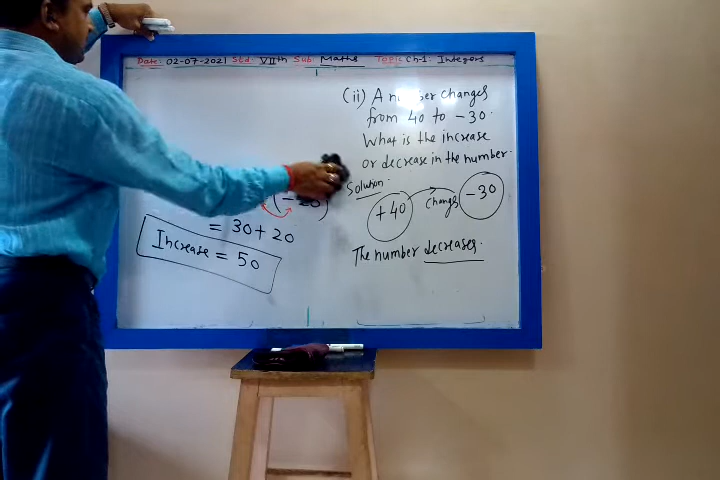 Date: 02-07-2021 Std: VIIth Sub Maths Topic Ch-1: Integers
(-20)
= 30 + 20
Increase = 50
(ii) A number changes
from 40 to -30.
What is the increase
or decrease in the number.
Solution.
+40 Change -30
The number decreases.